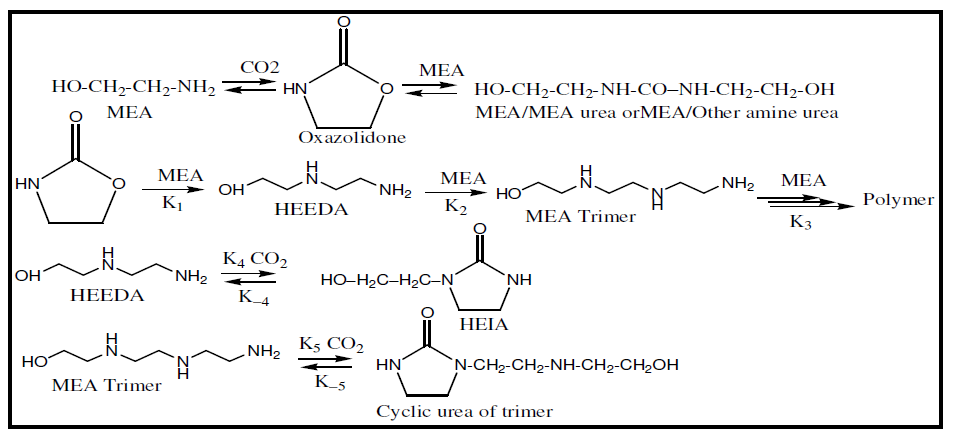 O
HO-CH₂-CH₂-NH₂ CO2 HN O MEA HO-CH₂-CH₂-NH-CO–NH-CH₂-CH₂-OH
MEA Oxazolidone MEA/MEA urea orMEA/Other amine urea
O
HN O MEA OH H N NH₂ MEA HO H N N H NH₂ MEA Polymer
K₁ HEEDA K₂ MEA Trimer K₃
O
OH H N NH₂ K₄ CO₂ HO–H₂C–H₂C–N NH
HEEDA K₋₄ HEIA
O
HO H N N H NH₂ K₅ CO₂ HN N-CH₂-CH₂-NH-CH₂-CH₂OH
MEA Trimer K₋₅
Cyclic urea of trimer